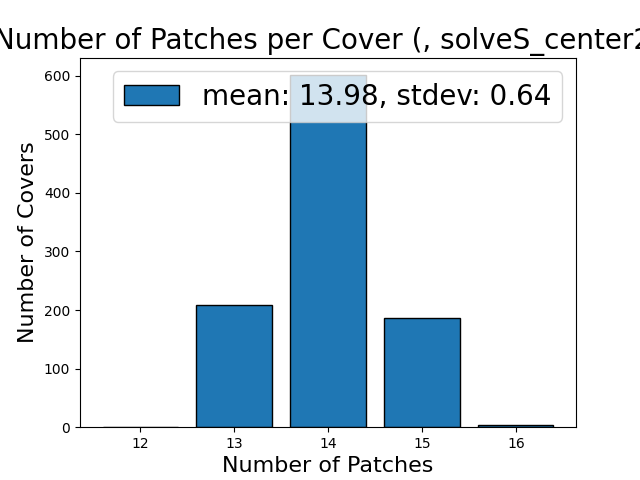 Number of Patches per Cover (, solveS_center2
mean: 13.98, stdev: 0.64
600
500
400
300
200
100
0
Number of Covers
12 13 14 15 16
Number of Patches